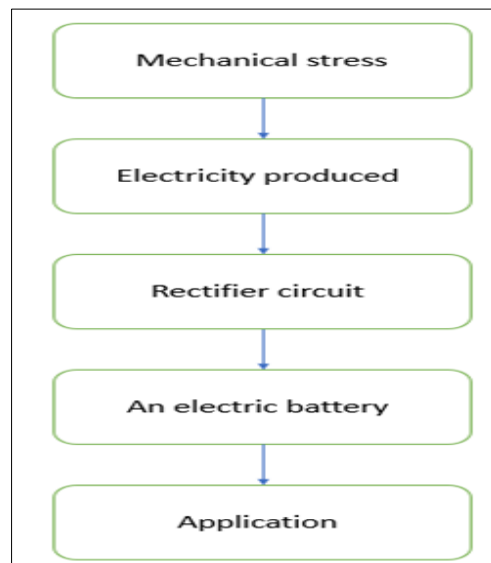 Mechanical stress
Electricity produced
Rectifier circuit
An electric battery
Application